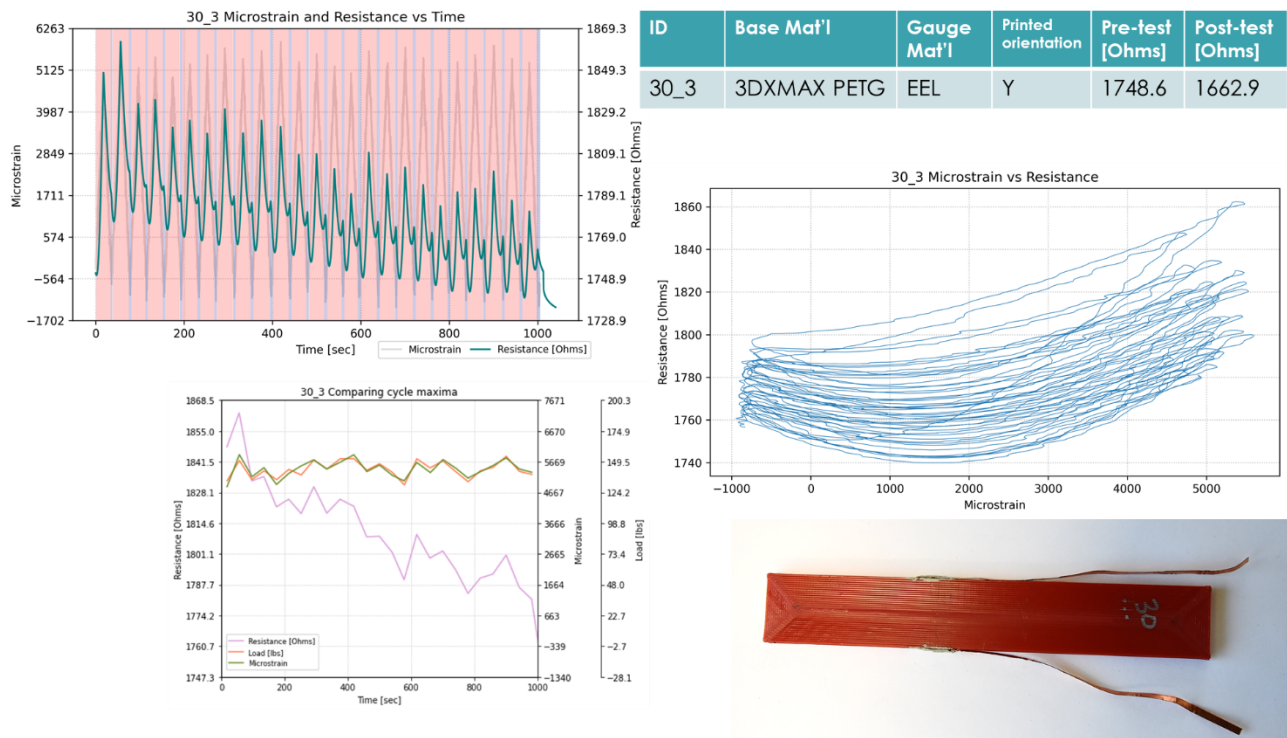 30_3 Microstrain and Resistance vs Time
6263
5125
3987
2849
1711
574
−564
−1702
Microstrain
1869.3
1849.3
1829.2
1809.1
1789.1
1769.0
1748.9
1728.9
Resistance [Ohms]
0 200 400 600 800 1000
Time [sec]
Microstrain Resistance [Ohms]
ID Base Mat'l Gauge Mat'l Printed orientation Pre-test [Ohms] Post-test [Ohms]
30_3 3DXMAX PETG EEL Y 1748.6 1662.9
30_3 Microstrain vs Resistance
1860
1840
1820
1800
1780
1760
1740
Resistance [Ohms]
−1000 0 1000 2000 3000 4000 5000
Microstrain
30_3 Comparing cycle maxima
1868.5
1855.0
1841.5
1828.1
1814.6
1801.1
1787.7
1774.2
1760.7
1747.3
Resistance [Ohms]
7671
6670
5669
4667
3666
2665
1664
663
−339
−1340
Microstrain
200.3
174.9
149.5
124.2
98.8
73.4
48.0
22.7
−2.7
−28.1
Load [lbs]
Resistance [Ohms]
Load [lbs]
Microstrain
0 200 400 600 800 1000
Time [sec]
30